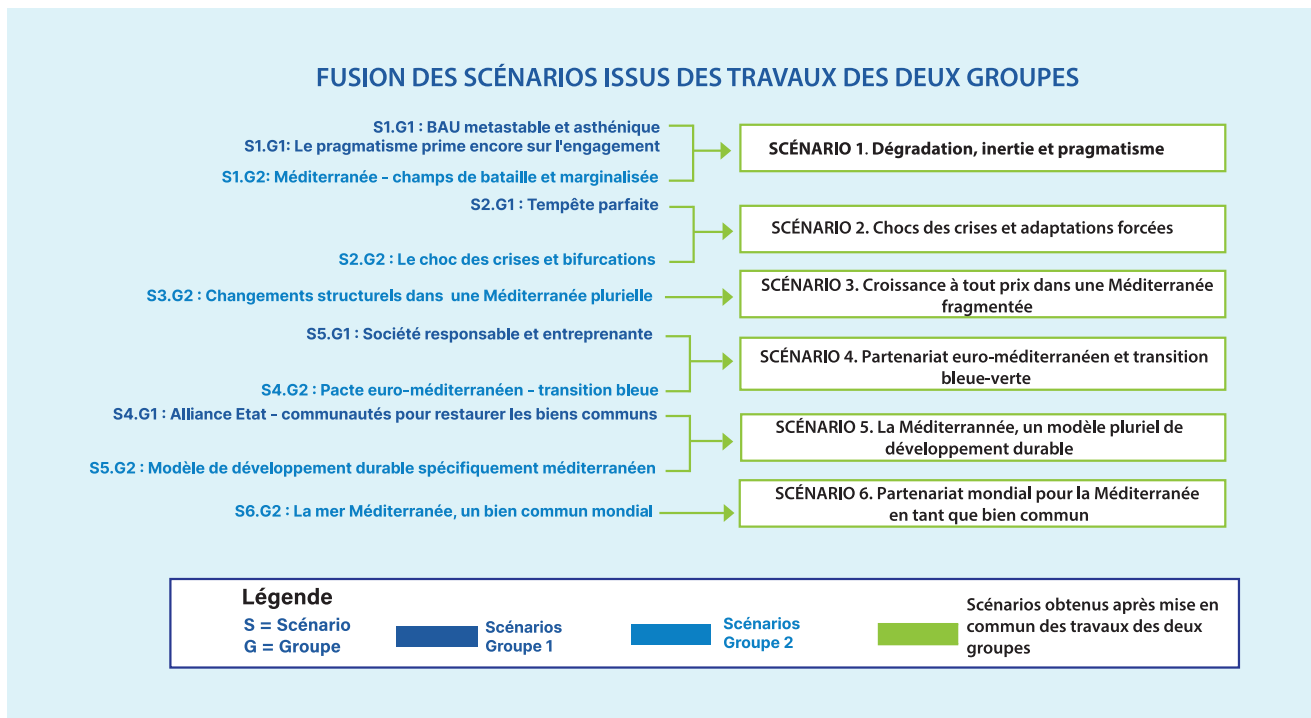 FUSION DES SCÉNARIOS ISSUS DES TRAVAUX DES DEUX GROUPES
S1.G1 : BAU metastable et asthénique
S1.G1: Le pragmatisme prime encore sur l'engagement
S1.G2: Méditerranée - champs de bataille et marginalisée
SCÉNARIO 1. Dégradation, inertie et pragmatisme
S2.G1 : Tempête parfaite
S2.G2 : Le choc des crises et bifurcations
SCÉNARIO 2. Chocs des crises et adaptations forcées
S3.G2 : Changements structurels dans une Méditerranée plurielle
SCÉNARIO 3. Croissance à tout prix dans une Méditerranée
fragmentée
S5.G1 : Société responsable et entreprenante
S4.G2 : Pacte euro-méditerranéen - transition bleue
SCÉNARIO 4. Partenariat euro-méditerranéen et transition
bleue-verte
S4.G1 : Alliance Etat - communautés pour restaurer les biens communs
S5.G2 : Modèle de développement durable spécifiquement méditerranéen
SCÉNARIO 5. La Méditerrannée, un modèle pluriel de
développement durable
S6.G2 : La mer Méditerranée, un bien commun mondial
SCÉNARIO 6. Partenariat mondial pour la Méditerranée
en tant que bien commun
Légende
S = Scénario
G = Groupe
Scénarios
Groupe 1
Scénarios
Groupe 2
Scénarios obtenus après mise en
commun des travaux des deux
groupes